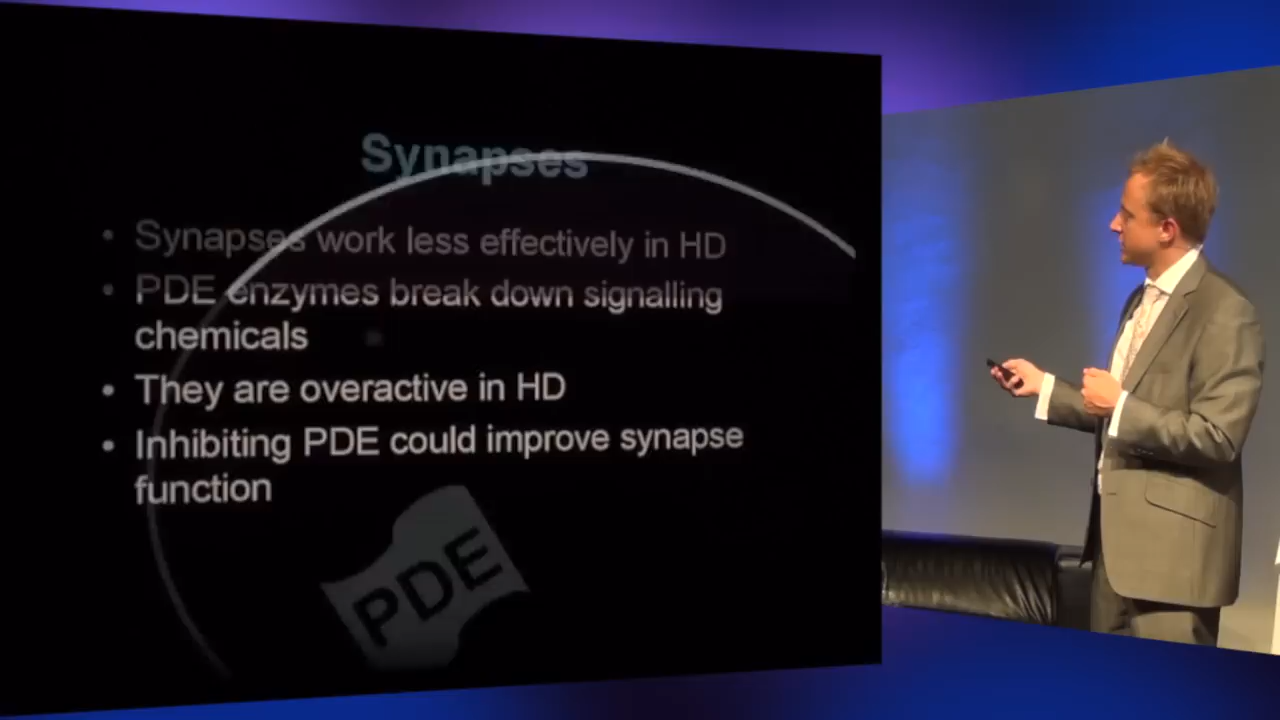 Synapses
• Synapses work less effectively in HD
• PDE enzymes break down signalling
chemicals
• They are overactive in HD
• Inhibiting PDE could improve synapse
function
PDE